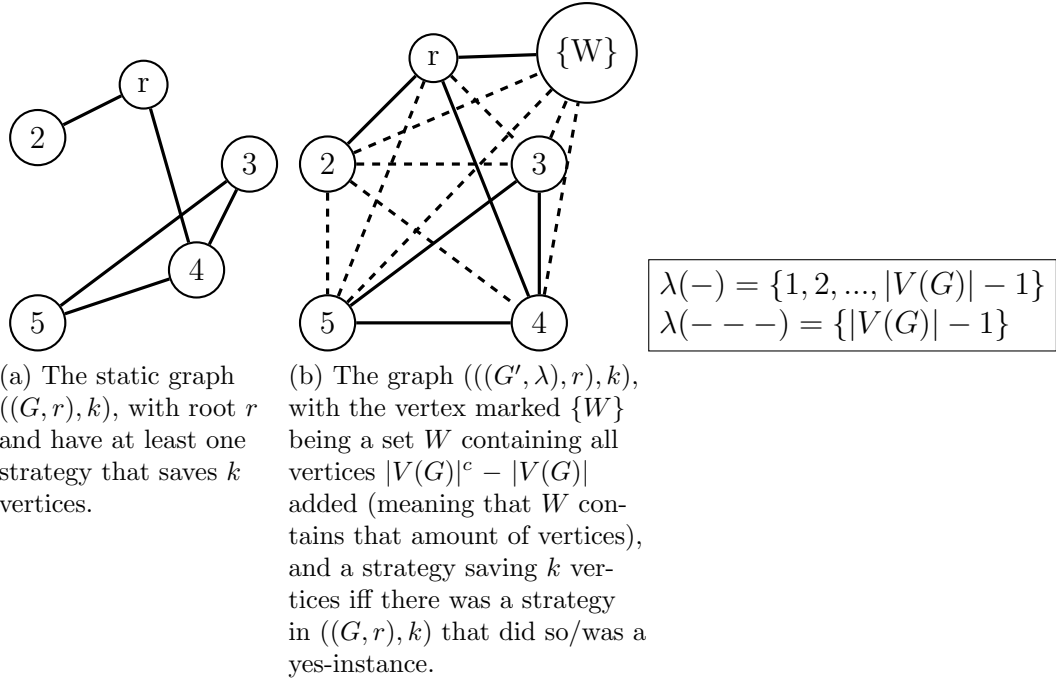 r
2
3
4
5
r
{W}
2
3
5
4
λ(−) = {1, 2, ..., |V(G)| − 1}
λ(− − −) = {|V(G)| − 1}
(a) The static graph
((G, r), k), with root r
and have at least one
strategy that saves k
vertices.
(b) The graph (((G′, λ), r), k),
with the vertex marked {W}
being a set W containing all
vertices |V(G)|ᶜ − |V(G)|
added (meaning that W con-
tains that amount of vertices),
and a strategy saving k ver-
tices iff there was a strategy
in ((G, r), k) that did so/was a
yes-instance.